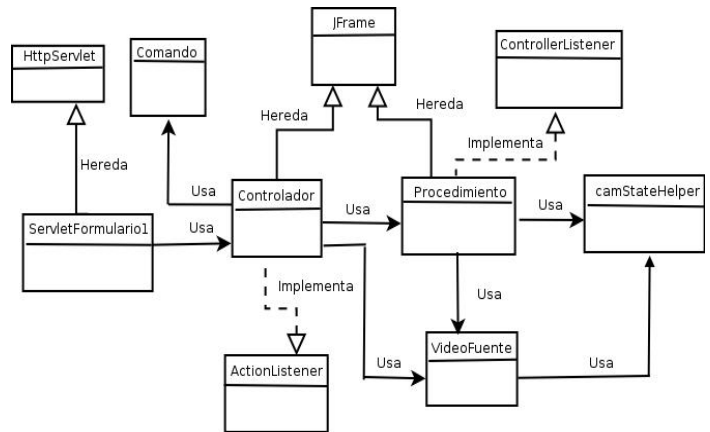 JFrame
HttpServlet
Comando
ControllerListener
Hereda
Hereda
Implementa
Hereda
Usa
Controlador
Procedimiento
camStateHelper
ServletFormulario1
Usa
Usa
Usa
Implementa
Usa
VideoFuente
ActionListener
Usa
Usa